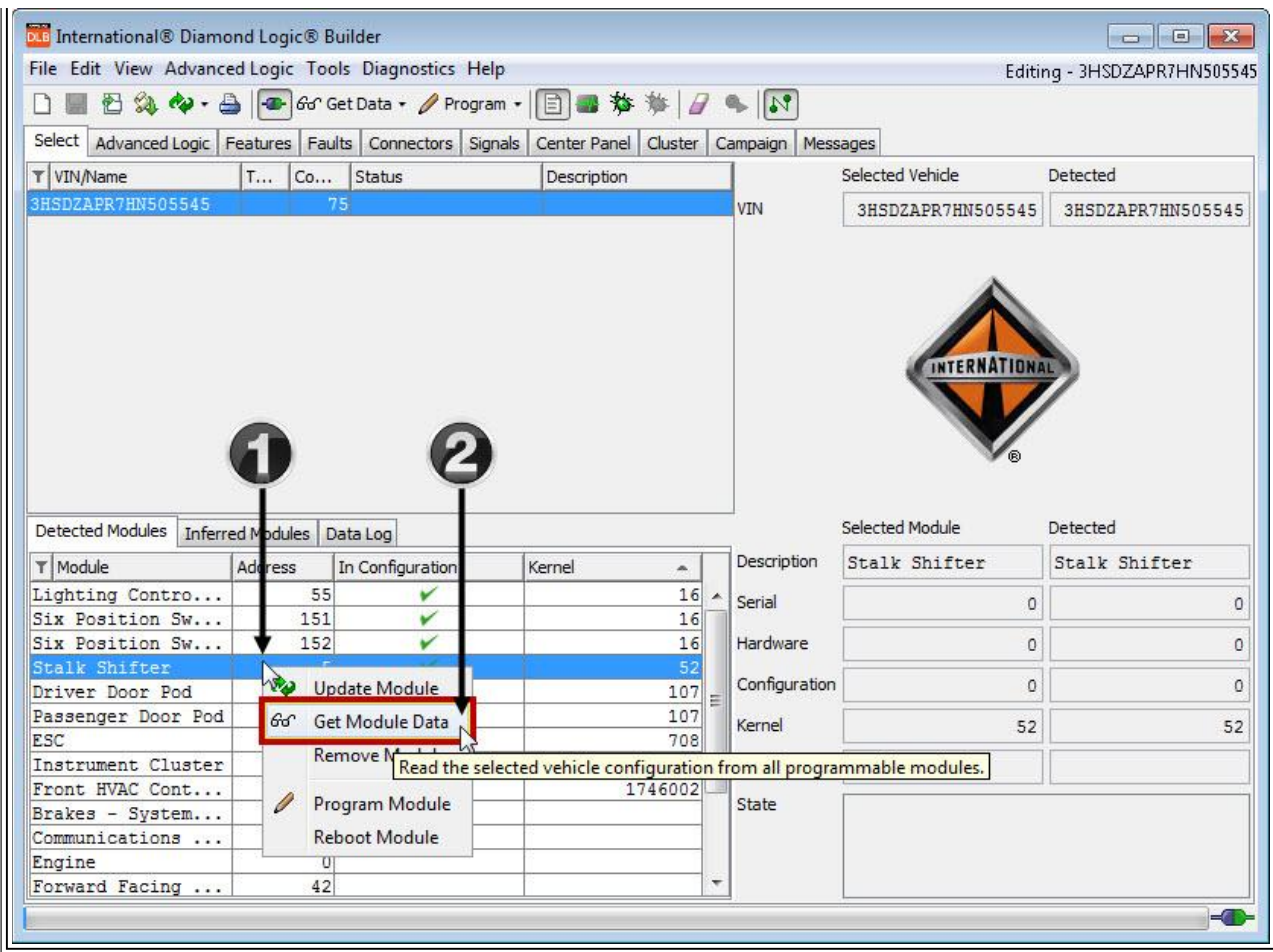 DLB International® Diamond Logic® Builder
File Edit View Advanced Logic Tools Diagnostics Help Editing - 3HSDZAPR7HN505545
Get Data Program
Select Advanced Logic Features Faults Connectors Signals Center Panel Cluster Campaign Messages
VIN/Name T... Co... Status Description Selected Vehicle Detected
3HSDZAPR7HN505545 75
VIN 3HSDZAPR7HN505545 3HSDZAPR7HN505545
INTERNATIONAL
®
1 2
Detected Modules Inferred Modules Data Log Selected Module Detected
Module Address In Configuration Kernel
Description Stalk Shifter Stalk Shifter
Lighting Contro... 55 16
Serial 0 0
Six Position Sw... 151 16
Six Position Sw... 152 16
Hardware 0 0
Stalk Shifter 52
Driver Door Pod Update Module 107
Configuration 0 0
Passenger Door Pod Get Module Data 107
Kernel 52 52
ESC 708
Instrument Cluster Remove
Read the selected vehicle configuration from all programmable modules.
Front HVAC Cont... 1746002
Brakes - System... Program Module
State
Communications ... Reboot Module
Engine 0
Forward Facing ... 42